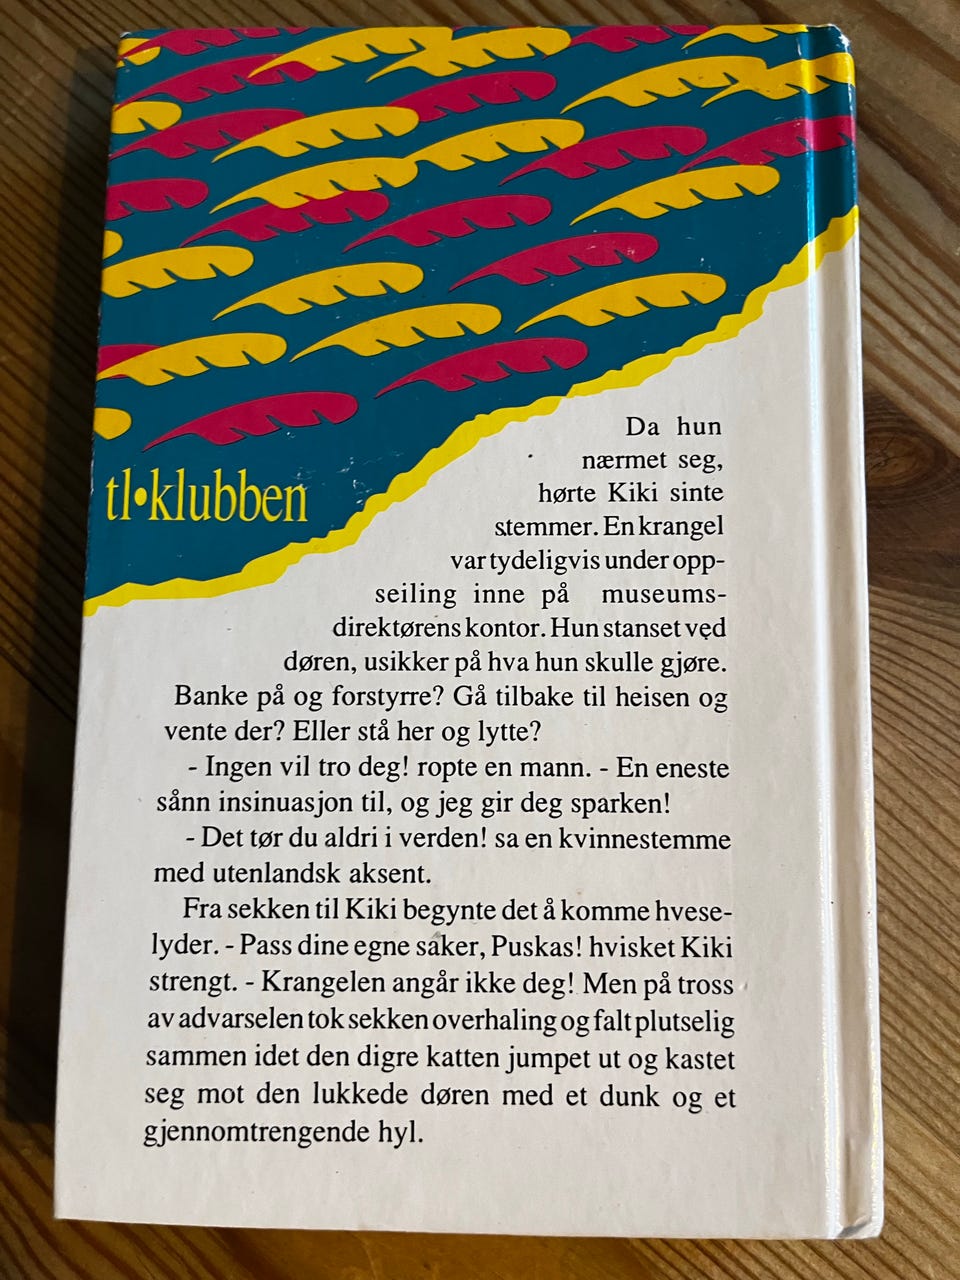 tl•klubben
Da hun
nærmet seg,
hørte Kiki sinte
stemmer. En krangel
var tydeligvis under opp-
seiling inne på museums-
direktørens kontor. Hun stanset ved
døren, usikker på hva hun skulle gjøre.
Banke på og forstyrre? Gå tilbake til heisen og
vente der? Eller stå her og lytte?
- Ingen vil tro deg! ropte en mann. - En eneste
sånn insinuasjon til, og jeg gir deg sparken!
- Det tør du aldri i verden! sa en kvinnestemme
med utenlandsk aksent.
Fra sekken til Kiki begynte det å komme hvese-
lyder. - Pass dine egne saker, Puskas! hvisket Kiki
strengt. - Krangelen angår ikke deg! Men på tross
av advarselen tok sekken overhaling og falt plutselig
sammen idet den digre katten jumpet ut og kastet
seg mot den lukkede døren med et dunk og et
gjennomtrengende hyl.